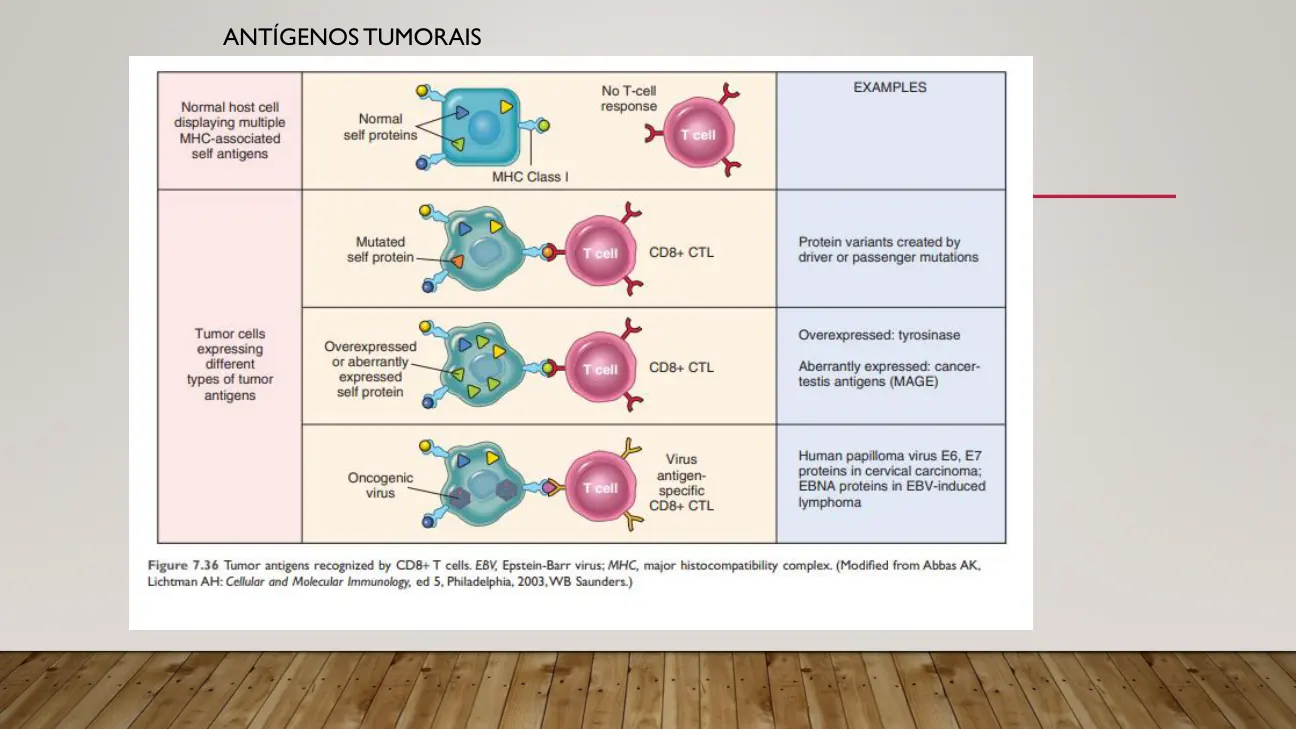 ANTÍGENOS TUMORAIS
Normal host cell
displaying multiple
MHC-associated
self antigens
Normal
self proteins
MHC Class I
No T-cell
response
T cell
EXAMPLES
Tumor cells
expressing
different
types of tumor
antigens
Mutated
self protein
T cell
CD8+ CTL
Protein variants created by
driver or passenger mutations
Overexpressed
or aberrantly
expressed
self protein
T cell
CD8+ CTL
Overexpressed: tyrosinase
Aberrantly expressed: cancer-
testis antigens (MAGE)
Oncogenic
virus
T cell
Virus
antigen-
specific
CD8+ CTL
Human papilloma virus E6, E7
proteins in cervical carcinoma;
EBNA proteins in EBV-induced
lymphoma
Figure 7.36 Tumor antigens recognized by CD8+ T cells. EBV, Epstein-Barr virus; MHC, major histocompatibility complex. (Modified from Abbas AK,
Lichtman AH: Cellular and Molecular Immunology, ed 5, Philadelphia, 2003, WB Saunders.)